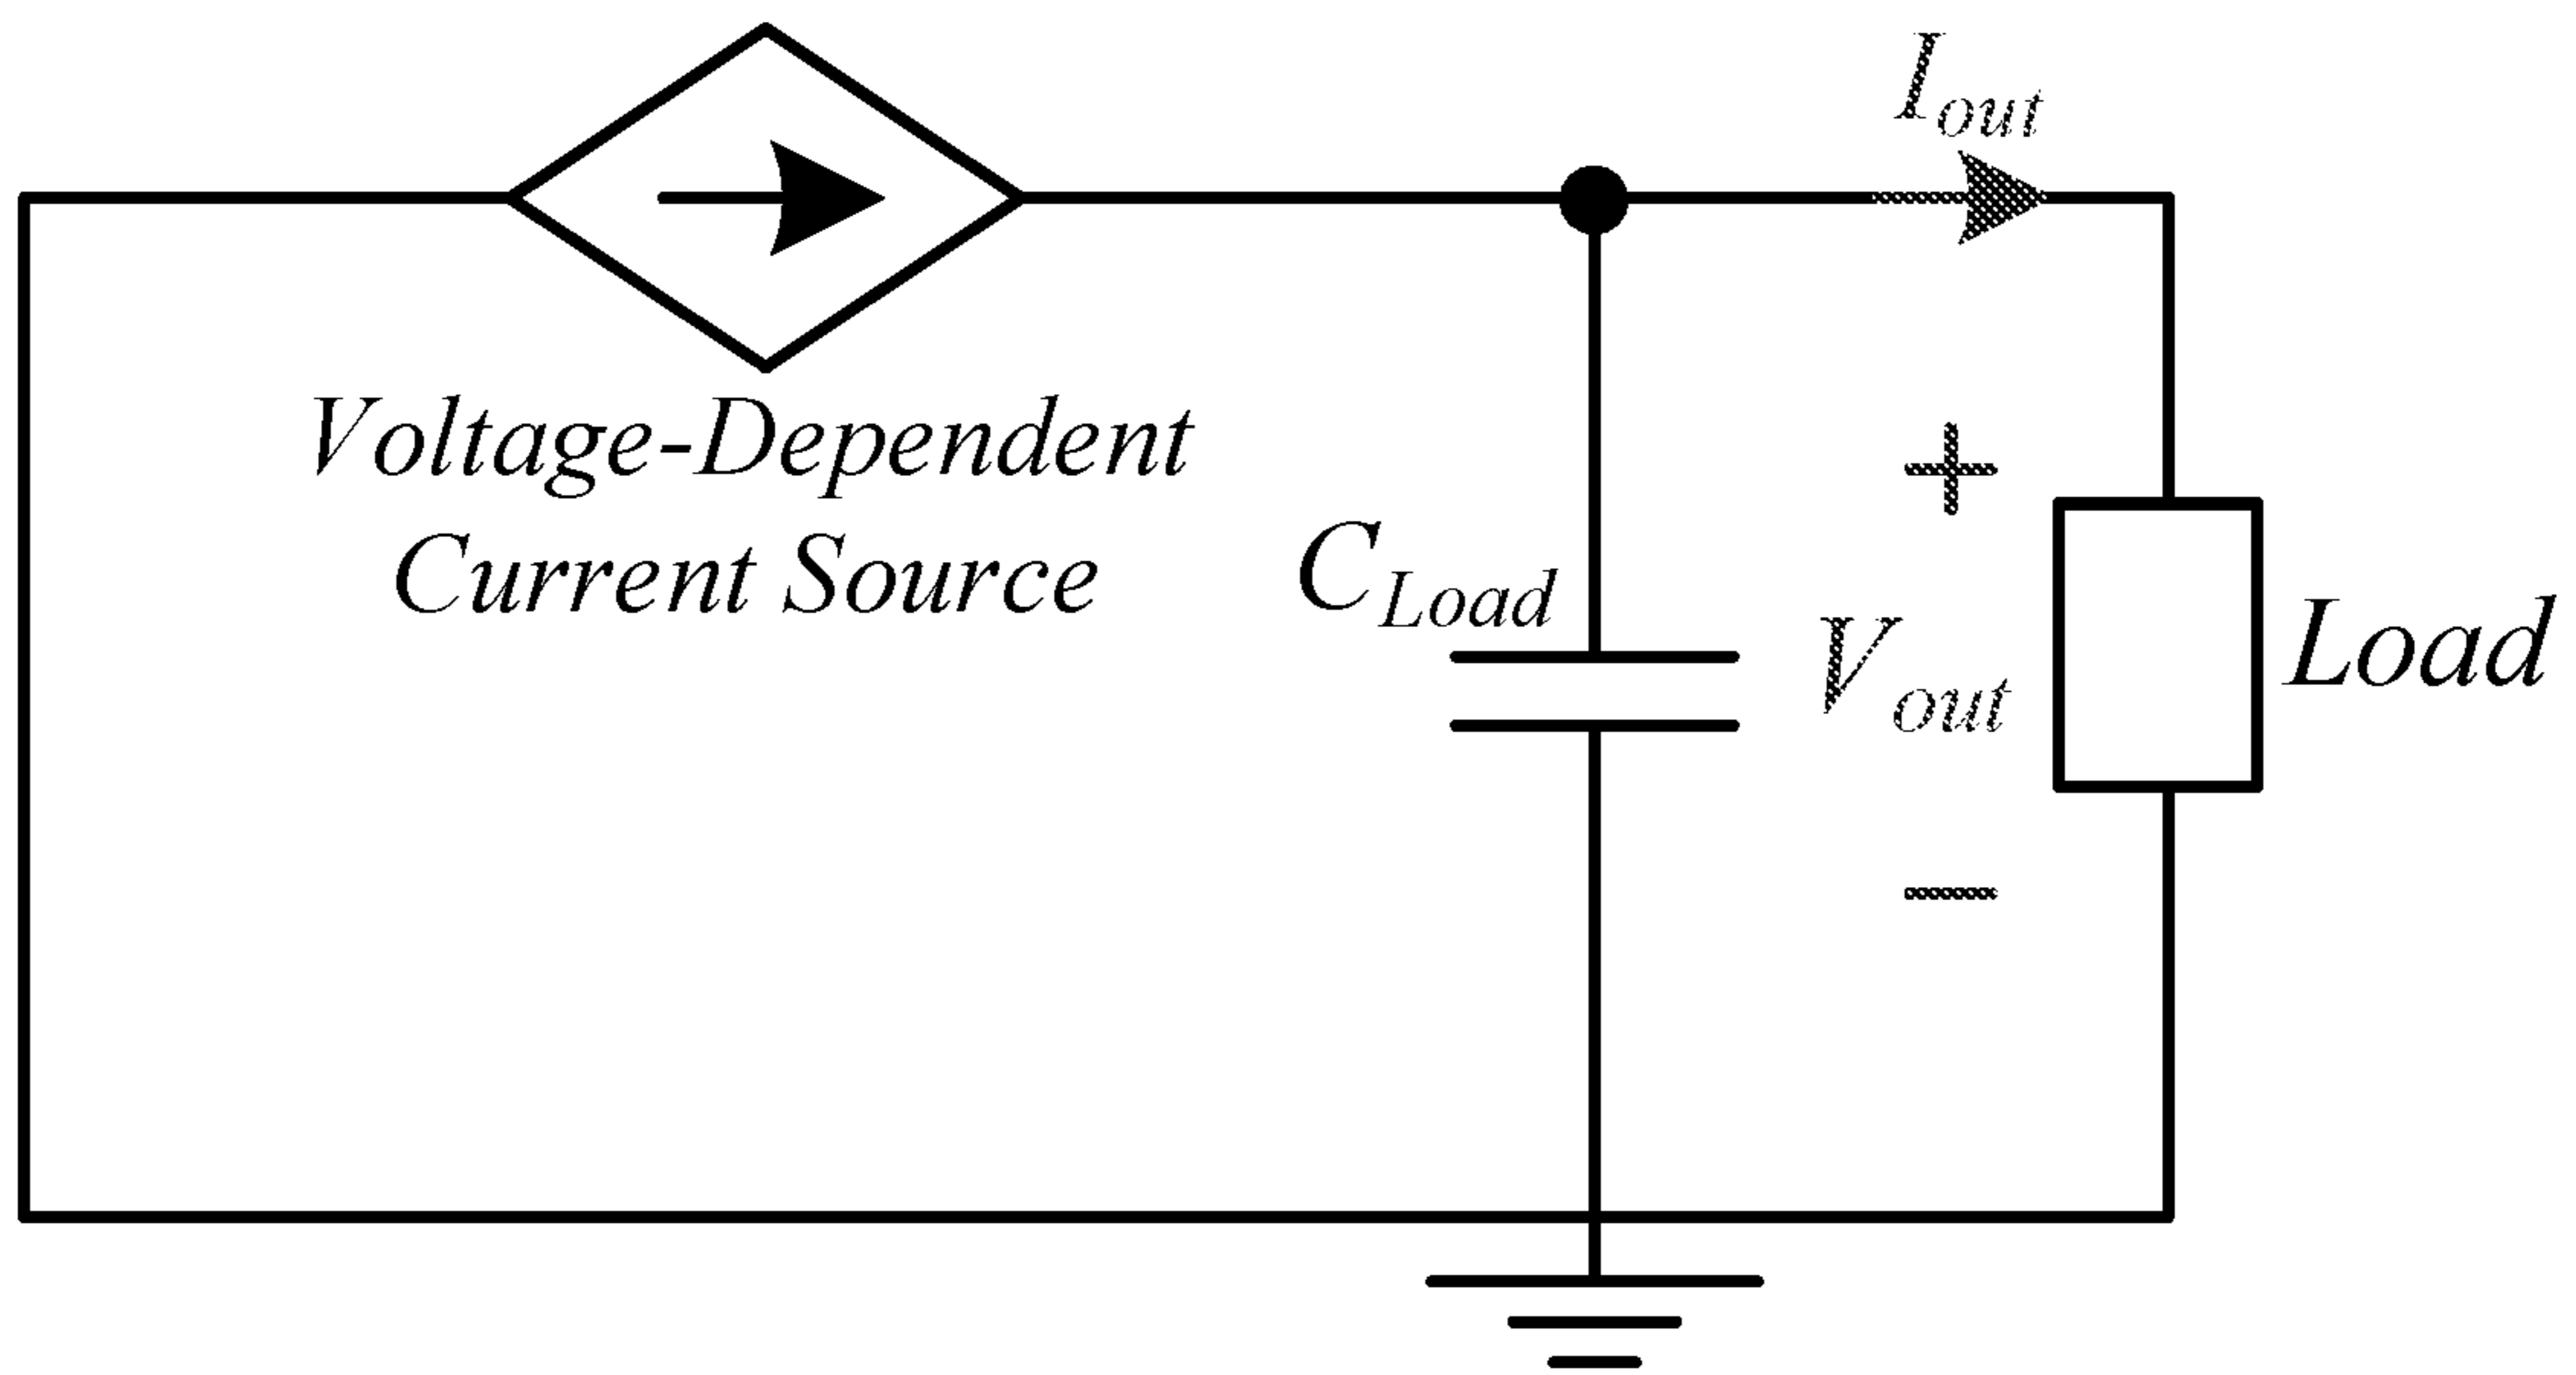 I_out
Voltage-Dependent
Current Source
C_Load
+
V_out
Load
−